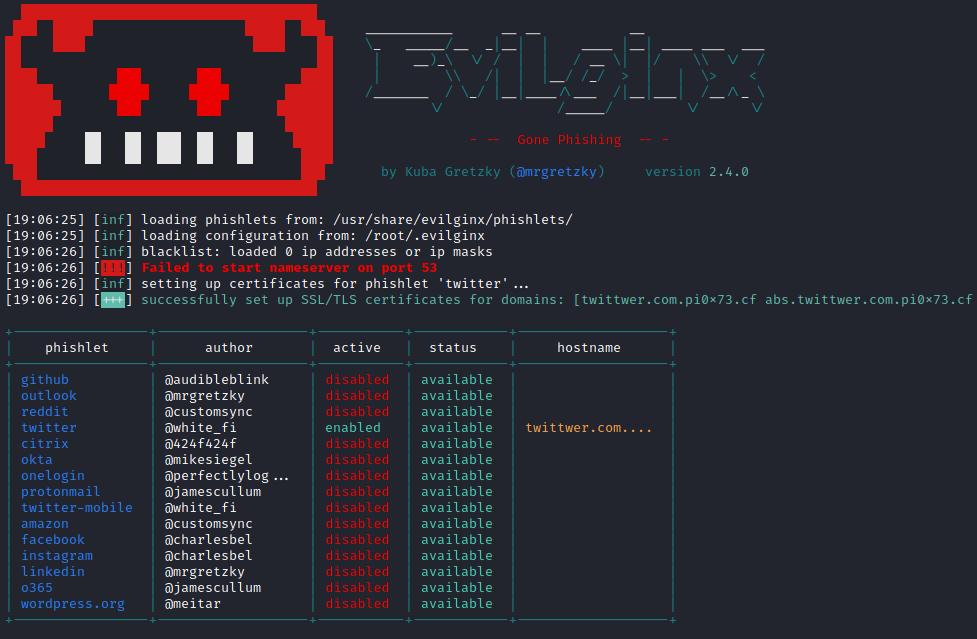 - -- Gone Phishing -- -
by Kuba Gretzky (@mrgretzky) version 2.4.0
[19:06:25] [inf] loading phishlets from: /usr/share/evilginx/phishlets/
[19:06:25] [inf] loading configuration from: /root/.evilginx
[19:06:26] [inf] blacklist: loaded 0 ip addresses or ip masks
[19:06:26] [!!!] Failed to start nameserver on port 53
[19:06:26] [inf] setting up certificates for phishlet 'twitter'...
[19:06:26] [+++] successfully set up SSL/TLS certificates for domains: [twittwer.com.pi0×73.cf abs.twittwer.com.pi0×73.cf
phishlet author active status hostname
github @audibleblink disabled available
outlook @mrgretzky disabled available
reddit @customsync disabled available
twitter @white_fi enabled available twittwer.com....
citrix @424f424f disabled available
okta @mikesiegel disabled available
onelogin @perfectlylog... disabled available
protonmail @jamescullum disabled available
twitter-mobile @white_fi disabled available
amazon @customsync disabled available
facebook @charlesbel disabled available
instagram @charlesbel disabled available
linkedin @mrgretzky disabled available
o365 @jamescullum disabled available
wordpress.org @meitar disabled available